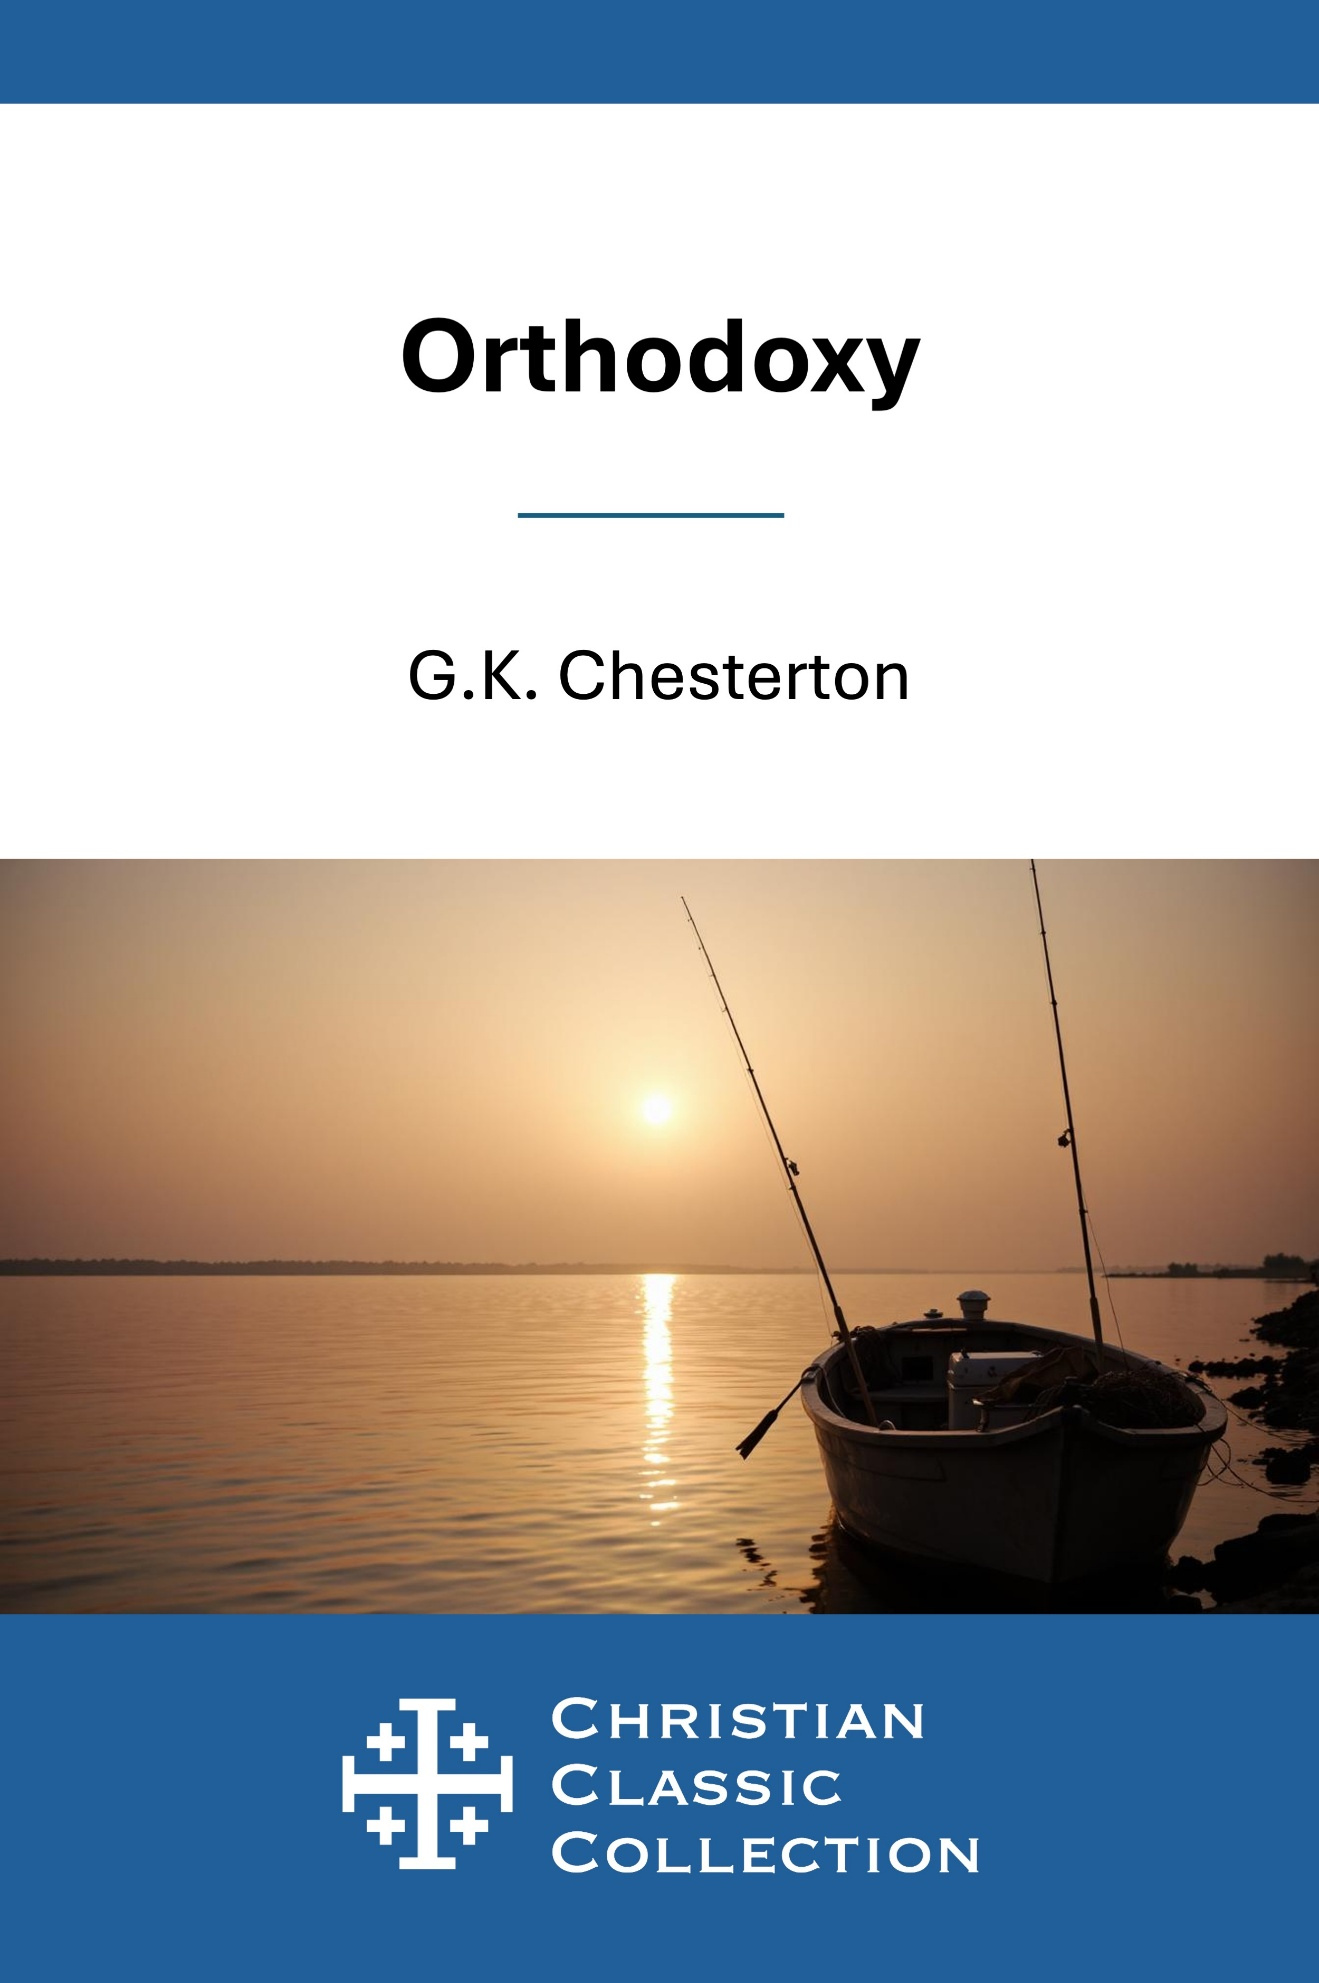 Orthodoxy
G.K. Chesterton
CHRISTIAN
CLASSIC
COLLECTION